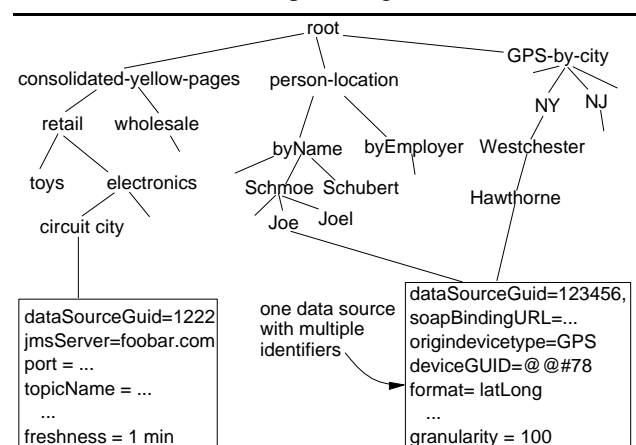 root
consolidated-yellow-pages person-location GPS-by-city
retail wholesale NY NJ
byName byEmployer Westchester
toys electronics Schmoe Schubert Hawthorne
circuit city Joe Joel
dataSourceGuid=1222
jmsServer=foobar.com
port = ...
topicName = ...
...
freshness = 1 min
one data source
with multiple
identifiers
dataSourceGuid=123456,
soapBindingURL=...
origindevicetype=GPS
deviceGUID=@@#78
format= latLong
...
granularity = 100